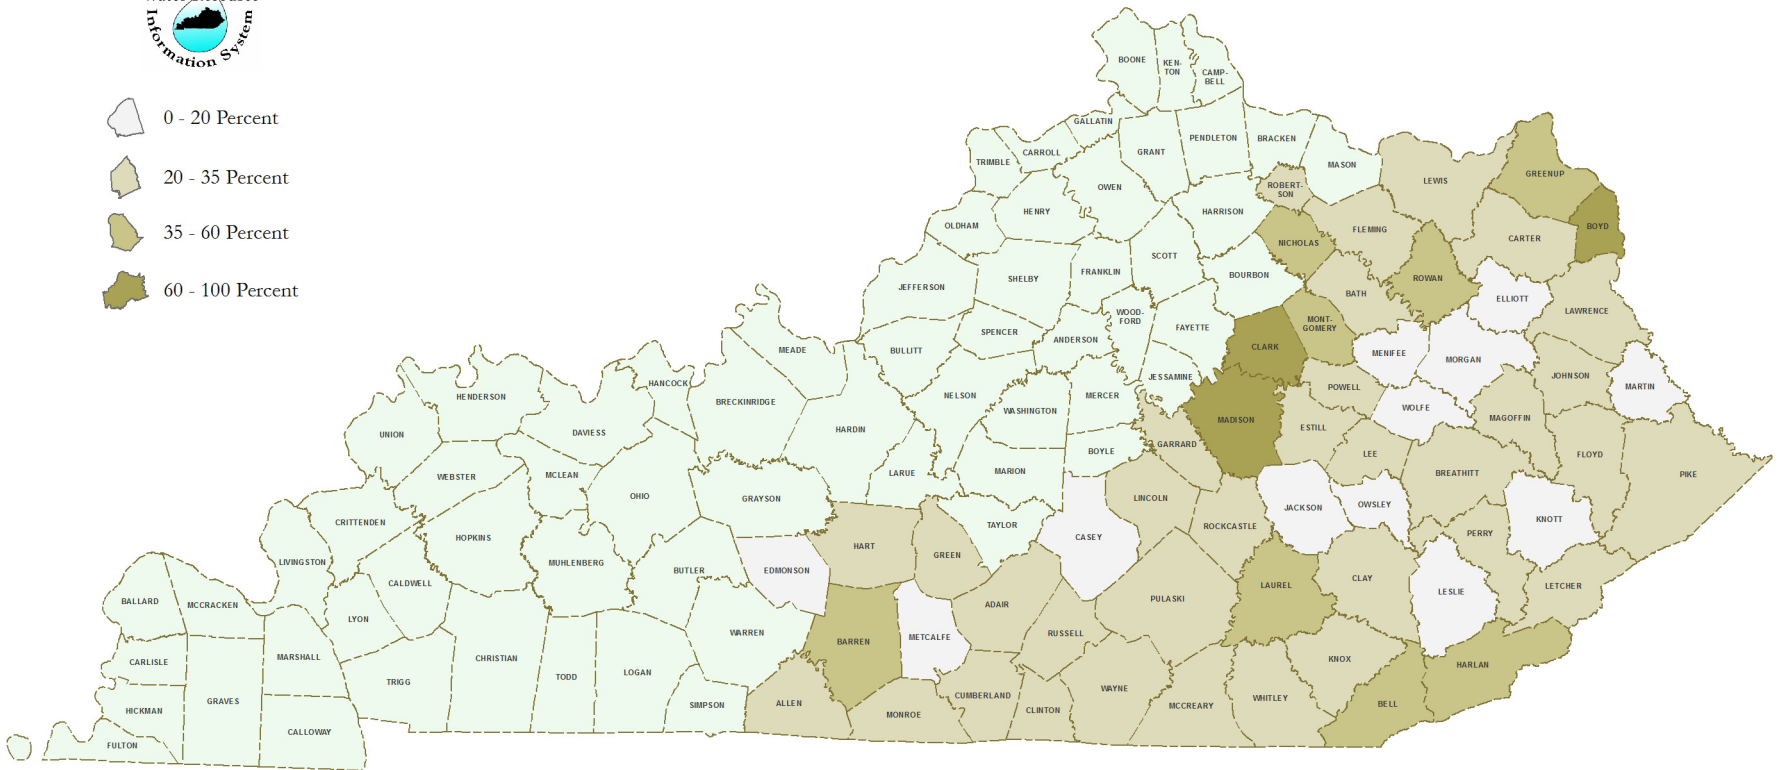 Information System
0 - 20 Percent
20 - 35 Percent
35 - 60 Percent
60 - 100 Percent
BOONE
KEN-
TON
CAMP-
BELL
GALLATIN
CARROLL
TRIMBLE
GRANT
PENDLETON
BRACKEN
MASON
OWEN
HENRY
OLDHAM
HARRISON
ROBERT-
SON
LEWIS
GREENUP
BOYD
CARTER
FLEMING
NICHOLAS
SCOTT
FRANKLIN
SHELBY
JEFFERSON
BOURBON
BATH
ROWAN
ELLIOTT
LAWRENCE
WOOD-
FORD
FAYETTE
MONT-
GOMERY
CLARK
SPENCER
ANDERSON
BULLITT
MEADE
MENIFEE
MORGAN
JOHNSON
MARTIN
JESSAMINE
POWELL
WOLFE
MAGOFFIN
HANCOCK
HENDERSON
BRECKINRIDGE
NELSON
WASHINGTON
MERCER
MADISON
ESTILL
UNION
DAVIESS
HARDIN
GARRARD
LEE
FLOYD
BOYLE
BREATHITT
PIKE
WEBSTER
MCLEAN
OHIO
GRAYSON
LARUE
MARION
LINCOLN
JACKSON
OWSLEY
KNOTT
CRITTENDEN
HOPKINS
TAYLOR
ROCKCASTLE
PERRY
CASEY
HART
GREEN
LIVINGSTON
MUHLENBERG
BUTLER
EDMONSON
CALDWELL
LAUREL
CLAY
LESLIE
LETCHER
BALLARD
MCCRACKEN
LYON
ADAIR
PULASKI
WARREN
BARREN
METCALFE
RUSSELL
CARLISLE
MARSHALL
CHRISTIAN
TODD
LOGAN
TRIGG
KNOX
HARLAN
HICKMAN
GRAVES
SIMPSON
ALLEN
MONROE
CUMBERLAND
CLINTON
WAYNE
MCCREARY
WHITLEY
BELL
CALLOWAY
FULTON